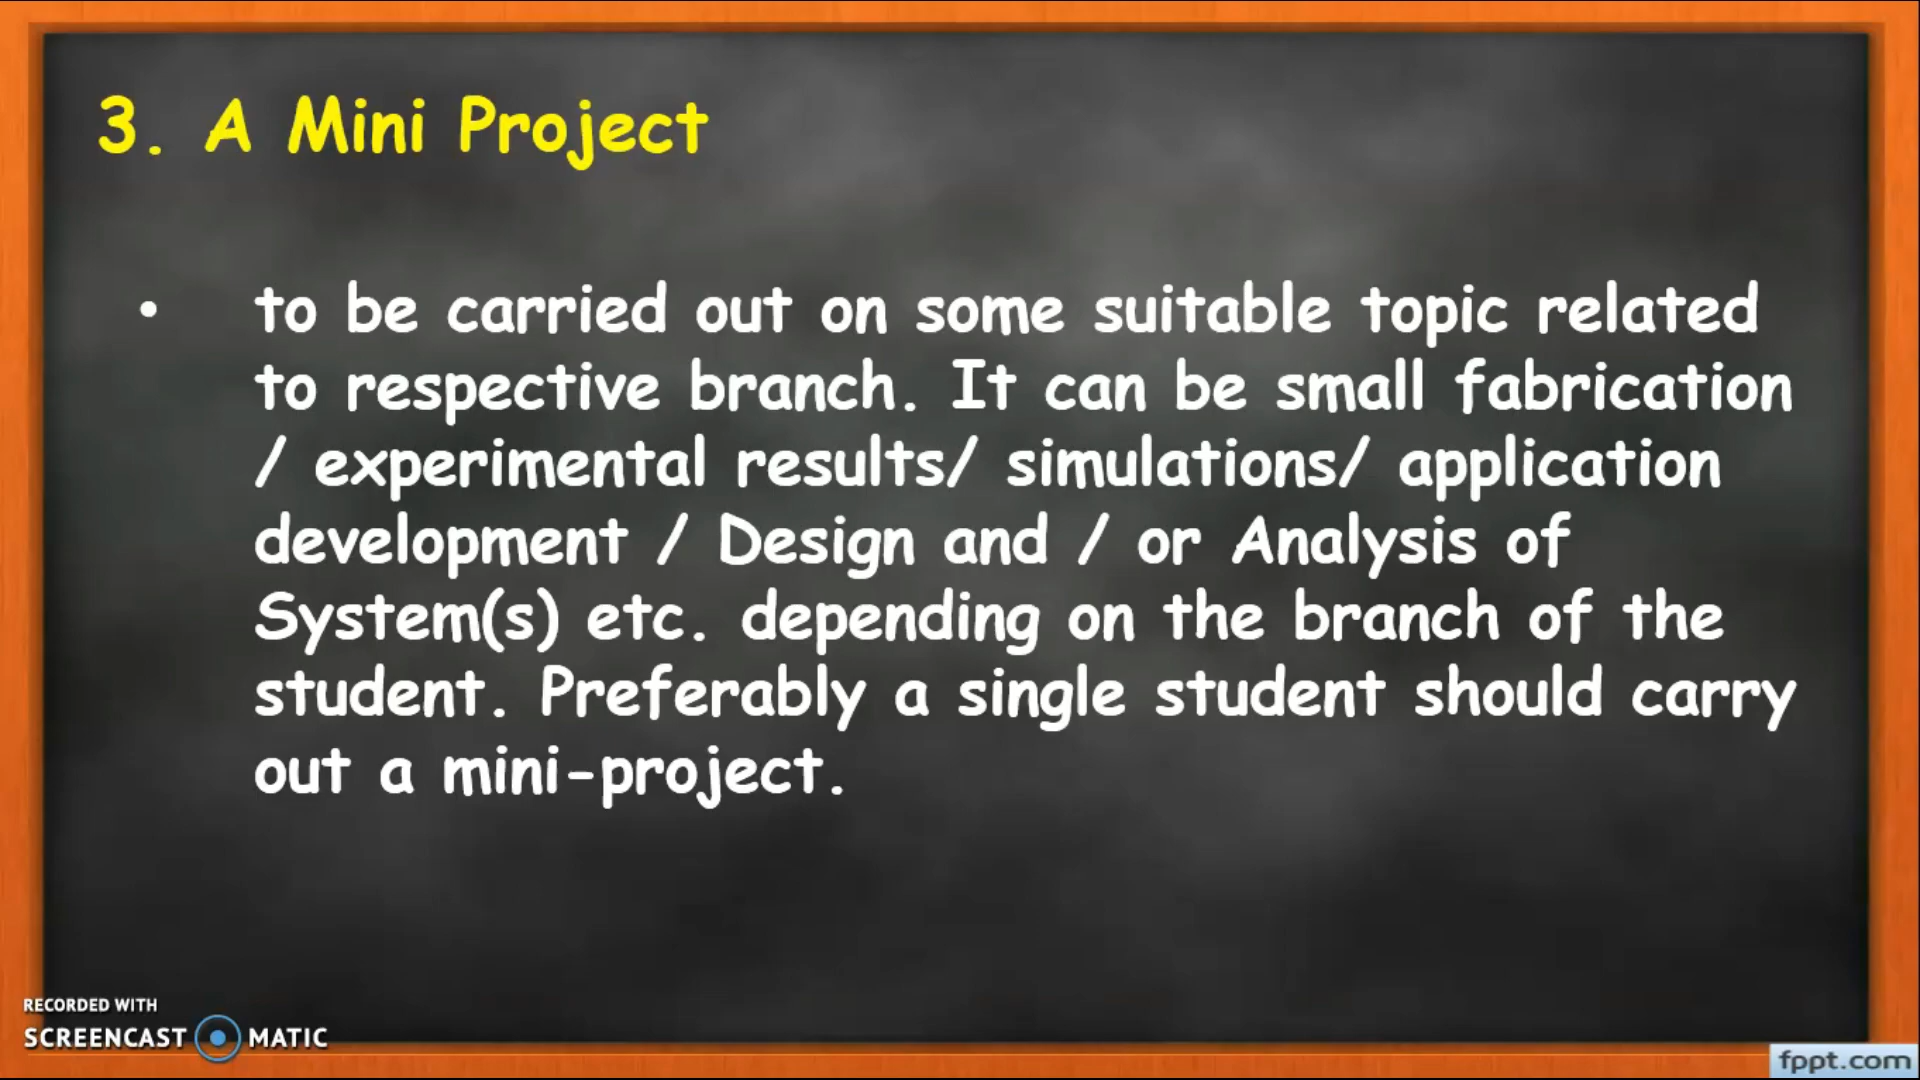 3. A Mini Project
• to be carried out on some suitable topic related
to respective branch. It can be small fabrication
/ experimental results/ simulations/ application
development / Design and / or Analysis of
System(s) etc. depending on the branch of the
student. Preferably a single student should carry
out a mini-project.
RECORDED WITH
SCREENCAST MATIC
fppt.com